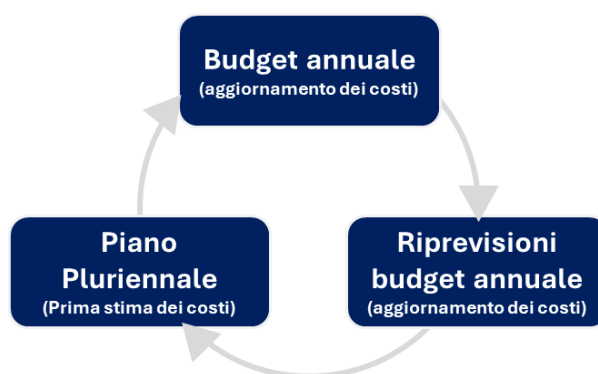 Budget annuale
(aggiornamento dei costi)
Piano
Pluriennale
(Prima stima dei costi)
Riprevisioni
budget annuale
(aggiornamento dei costi)